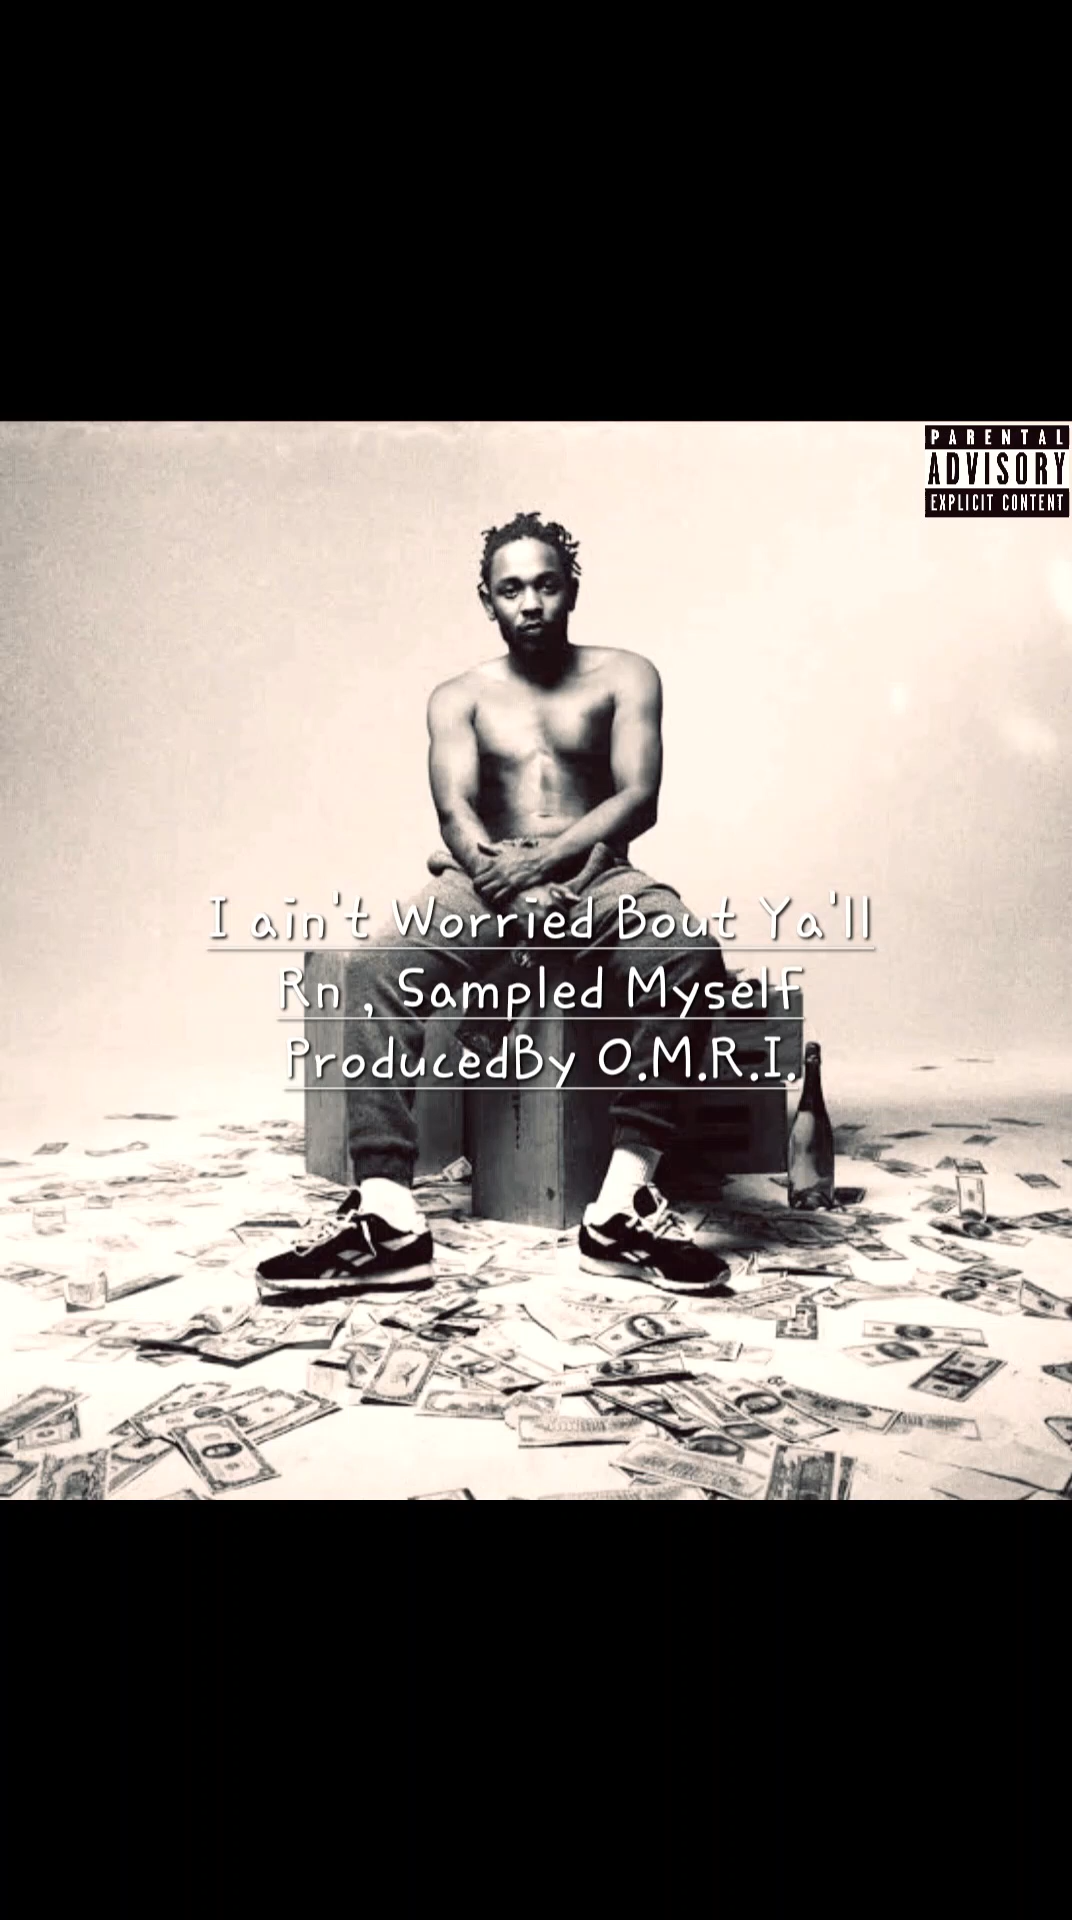 PARENTAL
ADVISORY
EXPLICIT CONTENT
I ain't Worried Bout Ya'll
Rn , Sampled Myself
ProducedBy O.M.R.I.